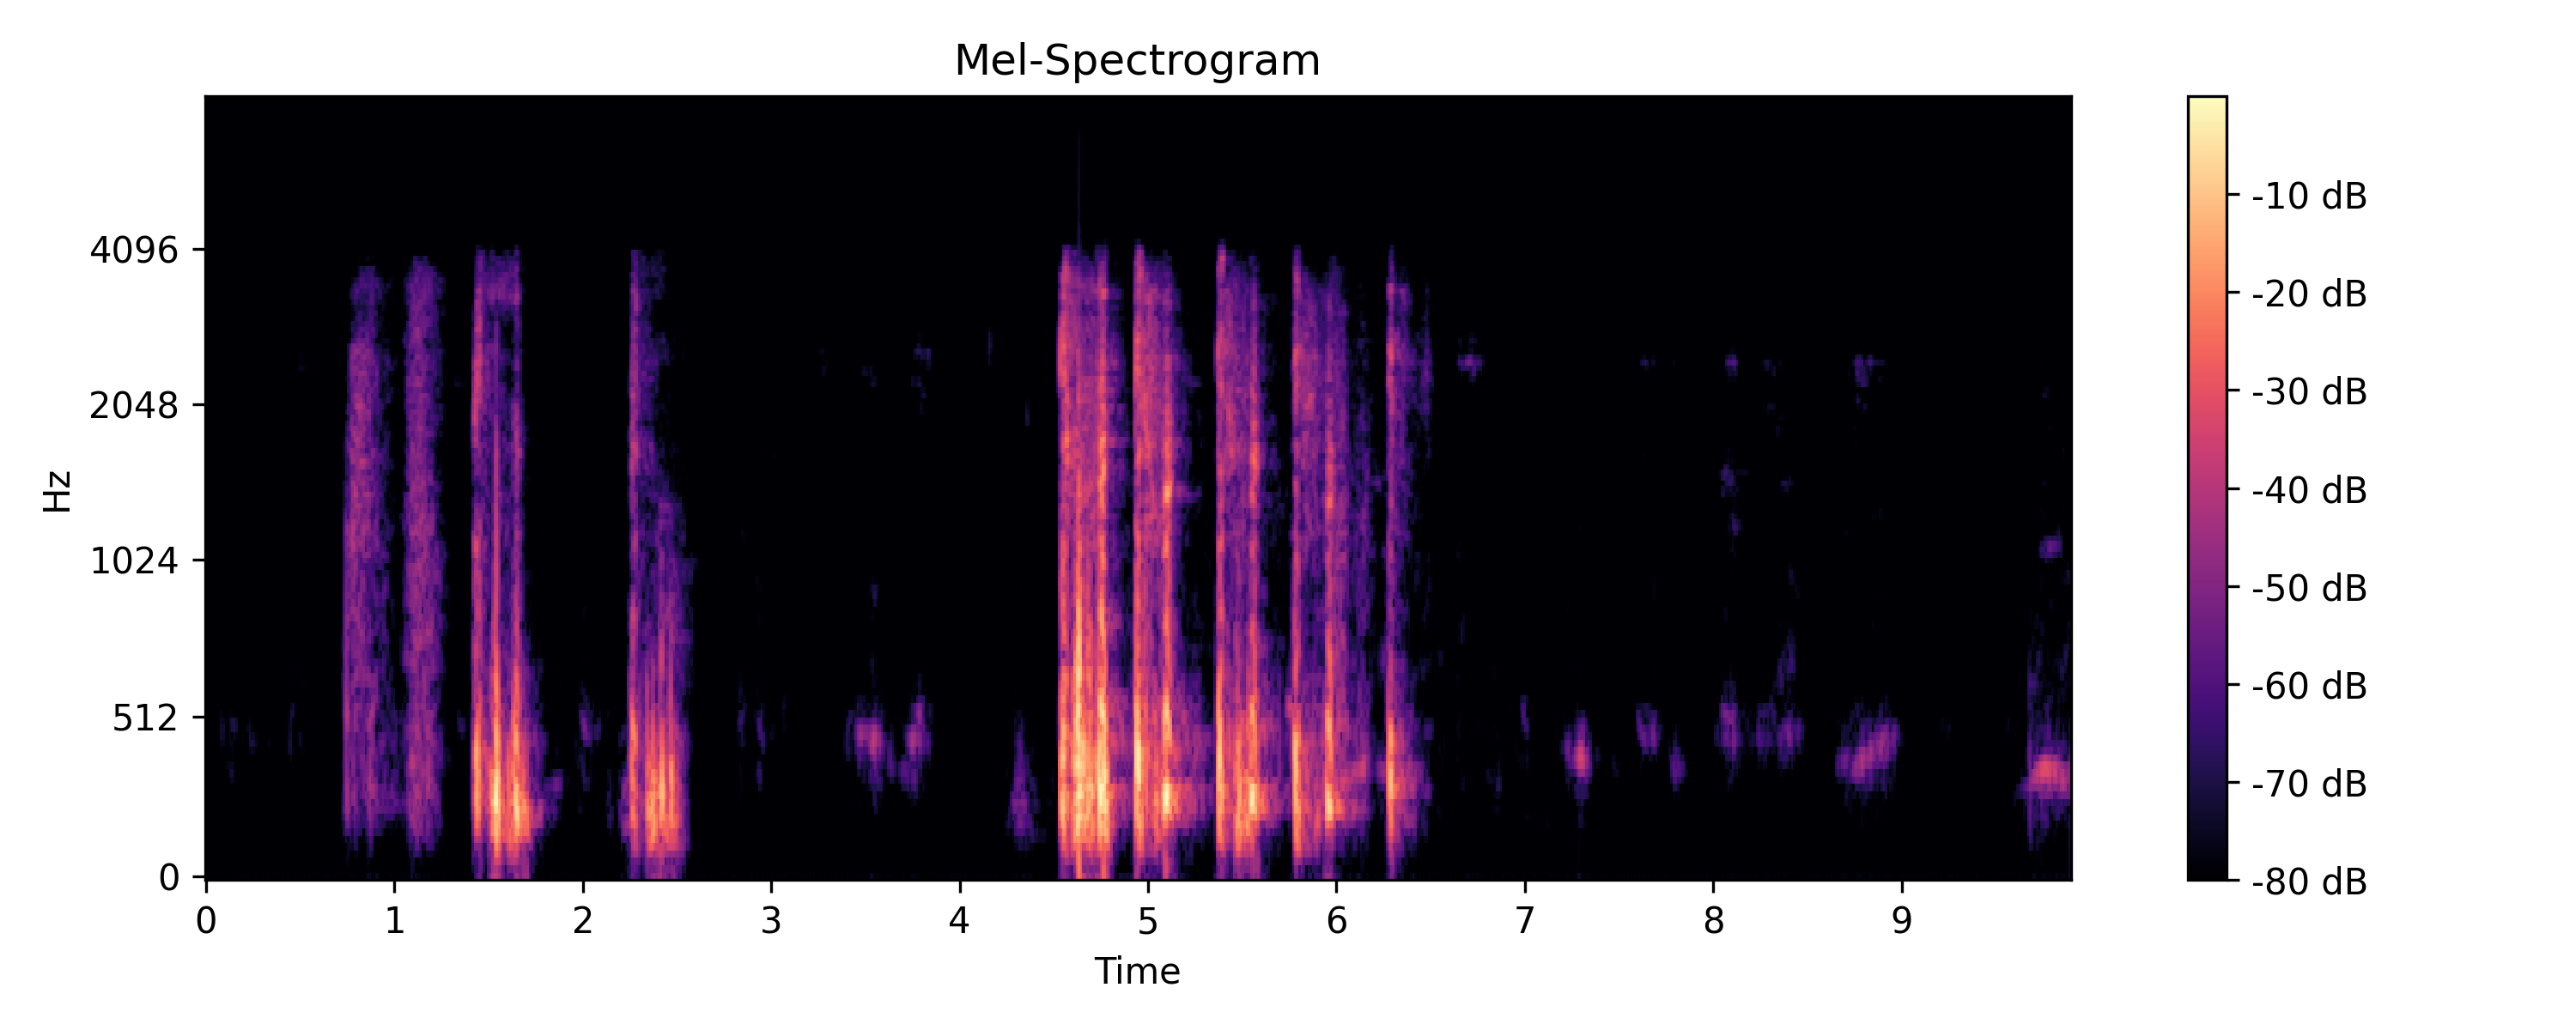 Mel-Spectrogram
Hz
4096
2048
1024
512
0
0 1 2 3 4 5 6 7 8 9
Time
-10 dB
-20 dB
-30 dB
-40 dB
-50 dB
-60 dB
-70 dB
-80 dB